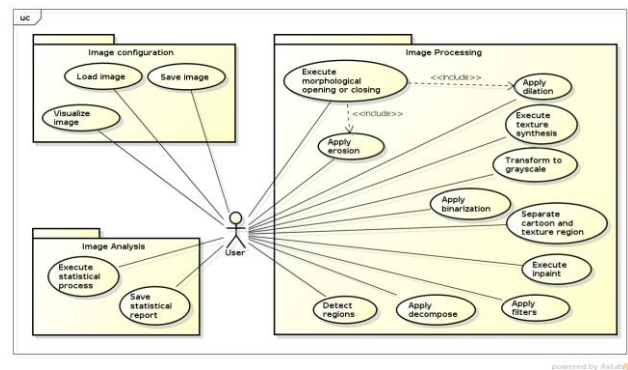 uc
Image configuration
Load image
Save image
Visualize
image
Image Processing
Execute
morphological
opening or closing
<<include>>
Apply
dilation
<<include>>
Apply
erosion
Execute
texture
synthesis
Transform to
grayscale
Apply
binarization
Separate
cartoon and
texture region
Execute
inpaint
Apply
filters
Apply
decompose
Detect
regions
User
Image Analysis
Execute
statistical
process
Save
statistical
report
powered by Astah